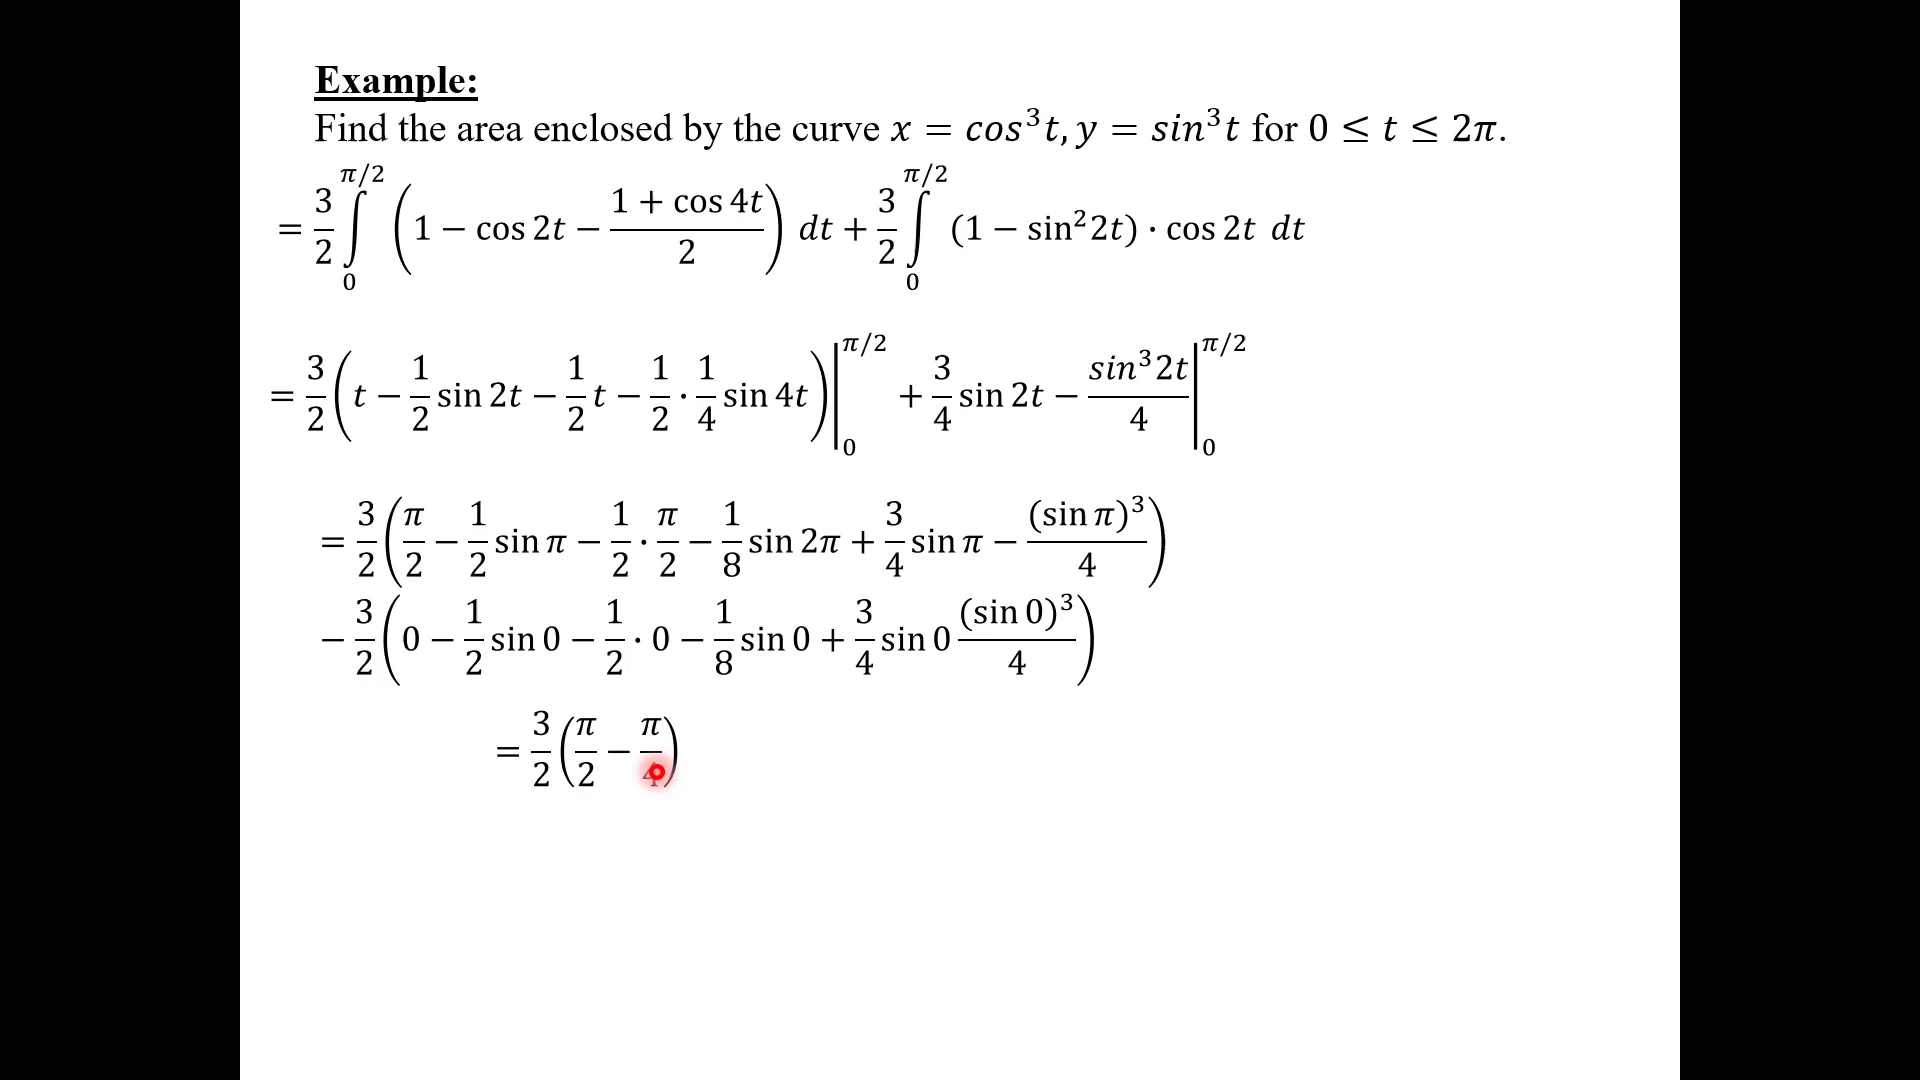 Example:
Find the area enclosed by the curve x = cos³t, y = sin³t for 0 ≤ t ≤ 2π.
= 3/2 ∫₀^{π/2} (1 − cos 2t − (1 + cos 4t)/2) dt + 3/2 ∫₀^{π/2} (1 − sin²2t) · cos 2t dt
= 3/2 (t − 1/2 sin 2t − 1/2 t − 1/2 · 1/4 sin 4t)|₀^{π/2} + 3/4 sin 2t − sin³2t/4|₀^{π/2}
= 3/2 (π/2 − 1/2 sin π − 1/2 · π/2 − 1/8 sin 2π + 3/4 sin π − (sin π)³/4)
− 3/2 (0 − 1/2 sin 0 − 1/2 · 0 − 1/8 sin 0 + 3/4 sin 0 (sin 0)³/4)
= 3/2 (π/2 − π/4)